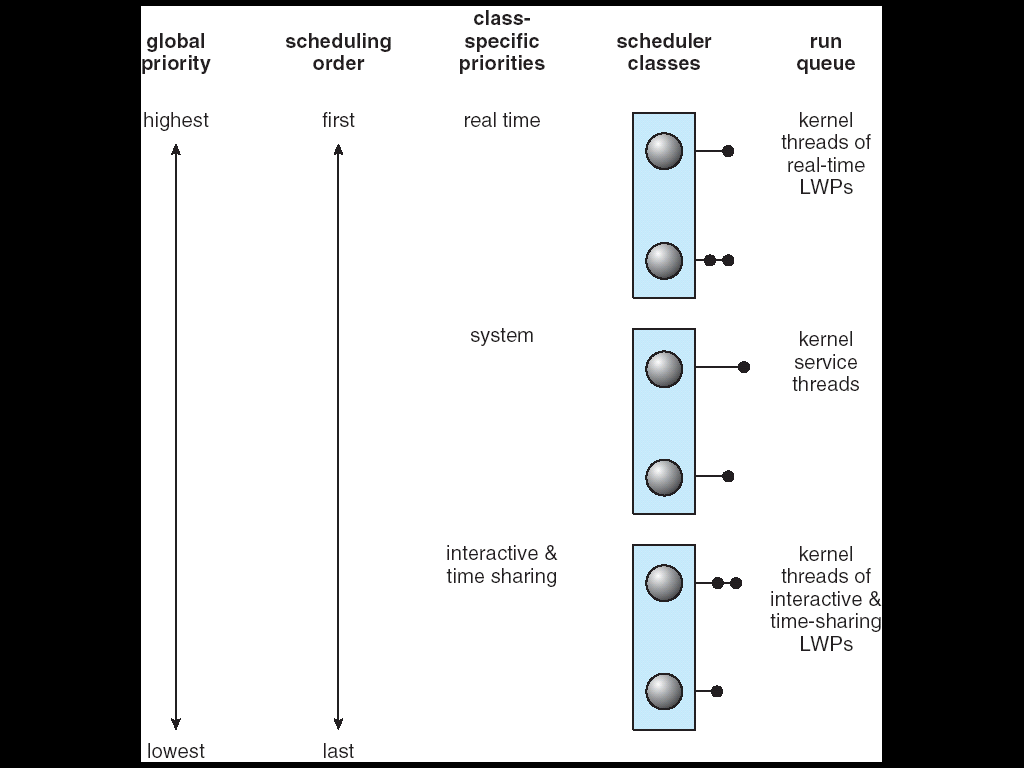 global
priority
scheduling
order
class-
specific
priorities
scheduler
classes
run
queue
highest
first
real time
kernel
threads of
real-time
LWPs
system
kernel
service
threads
interactive &
time sharing
kernel
threads of
interactive &
time-sharing
LWPs
lowest
last